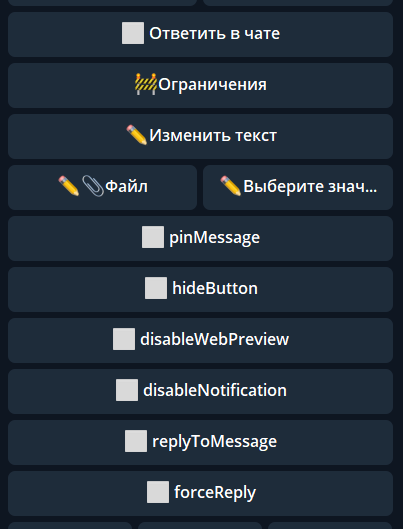 Ответить в чате
Ограничения
Изменить текст
Файл
Выберите знач...
pinMessage
hideButton
disableWebPreview
disableNotification
replyToMessage
forceReply